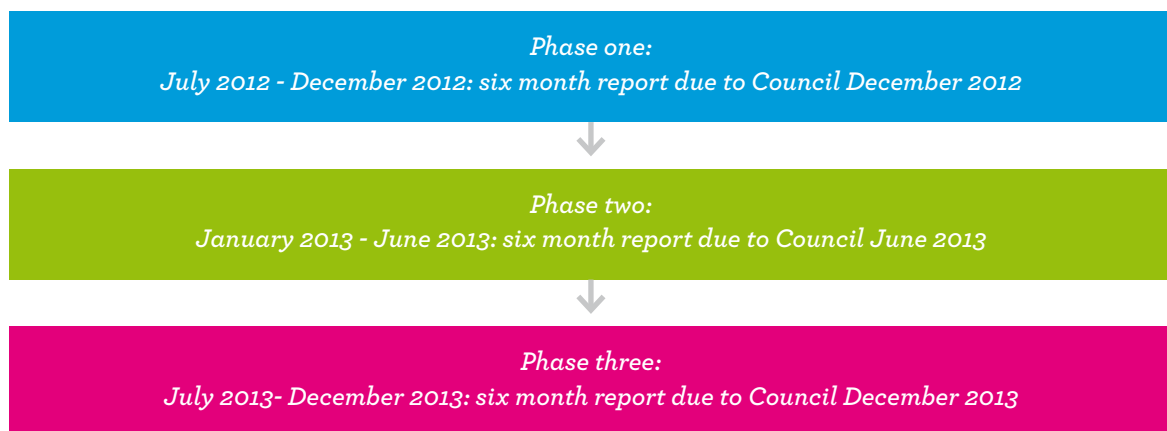 Phase one:
July 2012 - December 2012: six month report due to Council December 2012
Phase two:
January 2013 - June 2013: six month report due to Council June 2013
Phase three:
July 2013- December 2013: six month report due to Council December 2013